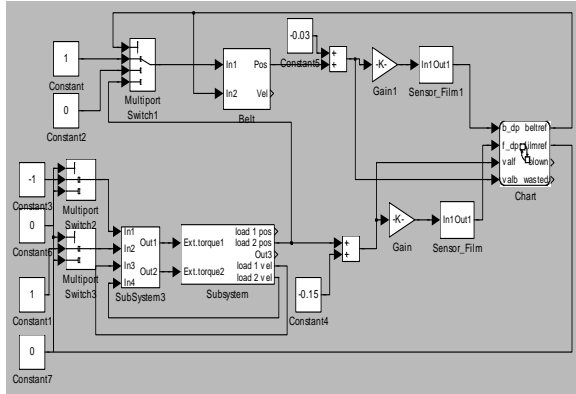 1
Constant
0
Constant2
Multiport
Switch1
In1
In2
Pos
Vel
Belt
-0.03
Constant5
+
+
-K-
Gain1
In1Out1
Sensor_Film1
b_dp beltref
f_dp filmref
valf blown
valb wasted
Chart
-1
Constant3
0
Multiport
Switch2
Multiport
Switch3
1
Constant1
0
Constant7
In1
In2
In3
In4
Out1
Out2
SubSystem3
Ext.torque1
Ext.torque2
load 1 pos
load 2 pos
Out3
load 1 vel
load 2 vel
Subsystem
+
+
-0.15
Constant4
-K-
Gain
In1Out1
Sensor_Film